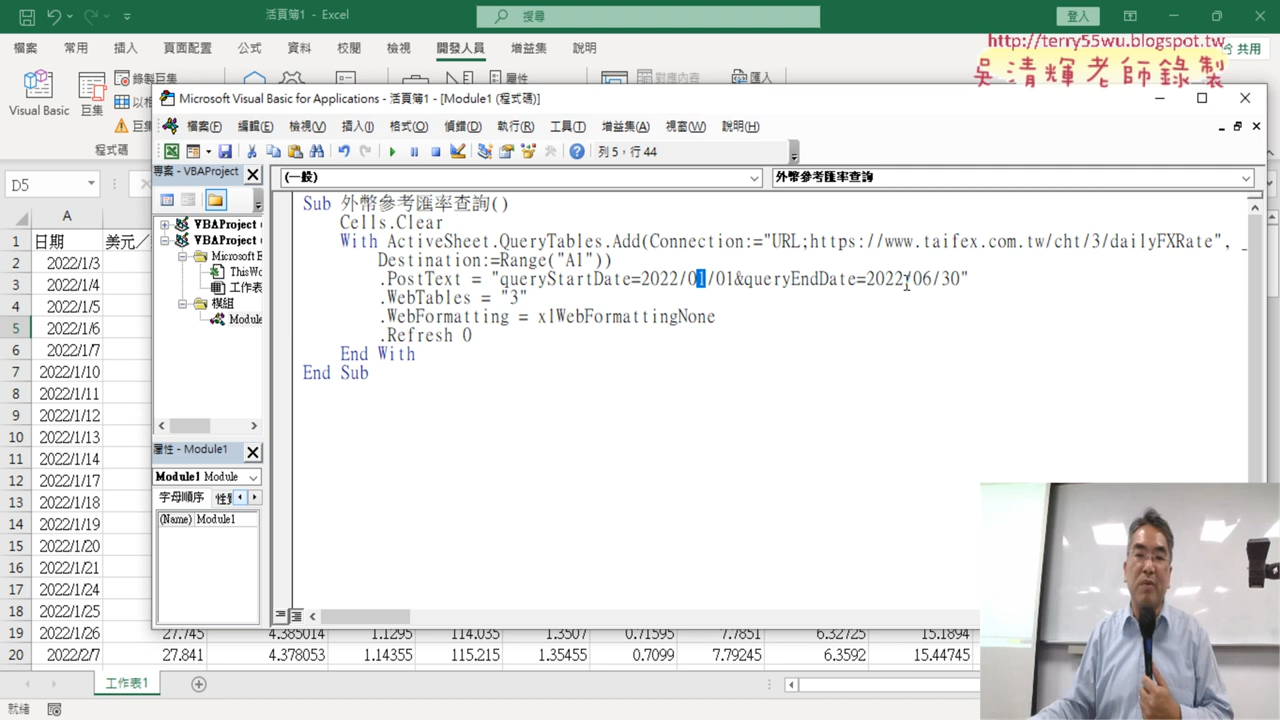 活頁簿1 - Excel
搜尋
登入
檔案 常用 插入 頁面配置 公式 資料 校閱 檢視 開發人員 增益集 說明
http://terry55wu.blogspot.tw
吳清輝老師錄製
共用
Visual Basic
巨集
錄製巨集
屬性
對應內容
匯入
程式碼
Microsoft Visual Basic for Applications - 活頁簿1 - [Module1 (程式碼)]
檔案(F) 編輯(E) 檢視(V) 插入(I) 格式(O) 偵錯(D) 執行(R) 工具(T) 增益集(A) 視窗(W) 說明(H)
列 5，行 44
專案 - VBAProject
(一般)
外幣參考匯率查詢
D5
VBAProject (
VBAProject (
Microsoft E
ThisWo
工作表
模組
Module
Sub 外幣參考匯率查詢()
Cells.Clear
With ActiveSheet.QueryTables.Add(Connection:="URL;https://www.taifex.com.tw/cht/3/dailyFXRate", _
Destination:=Range("A1"))
.PostText = "queryStartDate=2022/01/01&queryEndDate=2022/06/30"
.WebTables = "3"
.WebFormatting = xlWebFormattingNone
.Refresh 0
End With
End Sub
屬性 - Module1
Module1 Module
字母順序
(Name) Module1
A
1 日期 美元／
2 2022/1/3
3 2022/1/4
4 2022/1/5
5 2022/1/6
6 2022/1/7
7 2022/1/10
8 2022/1/11
9 2022/1/12
10 2022/1/13
11 2022/1/14
12 2022/1/17
13 2022/1/18
14 2022/1/19
15 2022/1/20
16 2022/1/21
17 2022/1/24
18 2022/1/25
19 2022/1/26 27.745 4.385014 1.1295 114.035 1.3507 0.71595 7.7851 6.32725 15.1894
20 2022/2/7 27.841 4.378053 1.14355 115.215 1.35455 0.7099 7.79245 6.3592 15.44745
工作表1
就緒